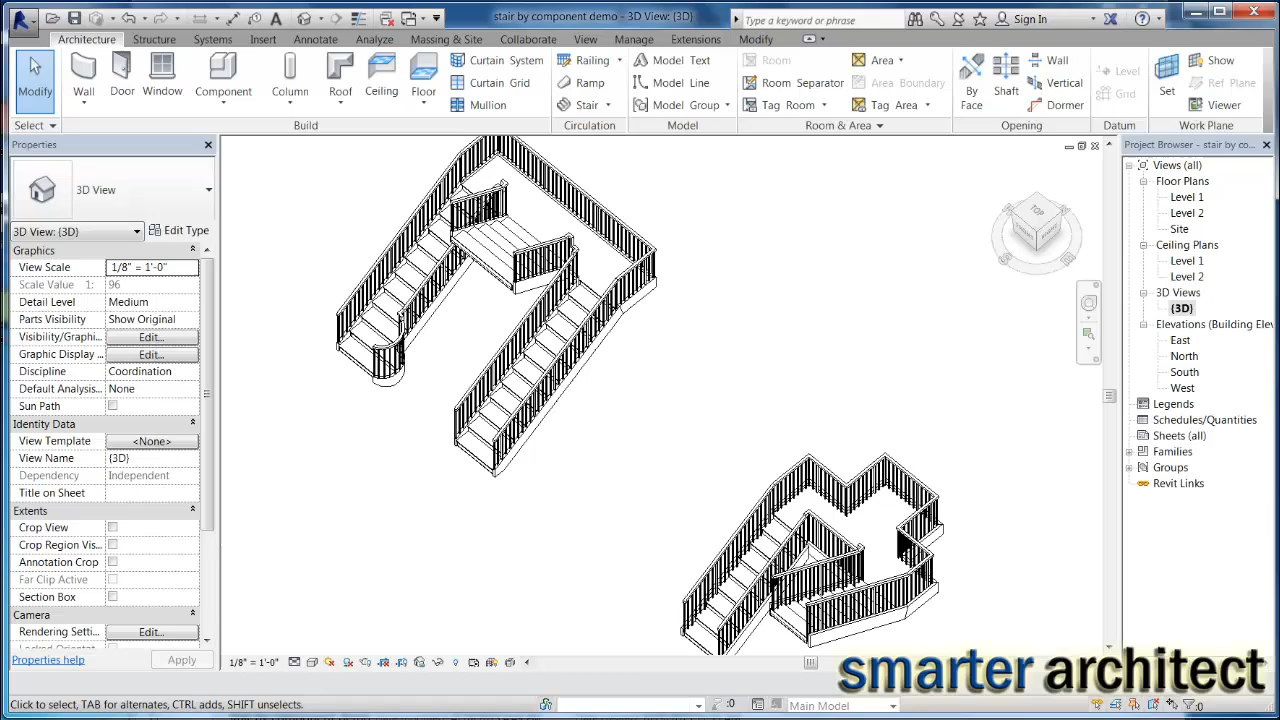 stair by component demo - 3D View: {3D}
Type a keyword or phrase
Sign In
Architecture Structure Systems Insert Annotate Analyze Massing & Site Collaborate View Manage Extensions Modify
Modify
Wall
Door
Window
Component
Column
Roof
Ceiling
Floor
Curtain System
Curtain Grid
Mullion
Railing
Ramp
Stair
Model Text
Model Line
Model Group
Room
Room Separator
Tag Room
Area
Area Boundary
Tag Area
By Face
Shaft
Wall
Vertical
Dormer
Level
Grid
Set
Show
Ref Plane
Viewer
Select Build Circulation Model Room & Area Opening Datum Work Plane
Properties
3D View
3D View: {3D} Edit Type
Graphics
View Scale 1/8" = 1'-0"
Scale Value 1: 96
Detail Level Medium
Parts Visibility Show Original
Visibility/Graphi... Edit...
Graphic Display ... Edit...
Discipline Coordination
Default Analysis... None
Sun Path
Identity Data
View Template <None>
View Name {3D}
Dependency Independent
Title on Sheet
Extents
Crop View
Crop Region Vis...
Annotation Crop
Far Clip Active
Section Box
Camera
Rendering Setti... Edit...
Properties help Apply
TOP
Project Browser - stair by co...
Views (all)
Floor Plans
Level 1
Level 2
Site
Ceiling Plans
Level 1
Level 2
3D Views
{3D}
Elevations (Building Elev
East
North
South
West
Legends
Schedules/Quantities
Sheets (all)
Families
Groups
Revit Links
1/8" = 1'-0"
smarter architect
Click to select, TAB for alternates, CTRL adds, SHIFT unselects.
:0
Main Model
:0